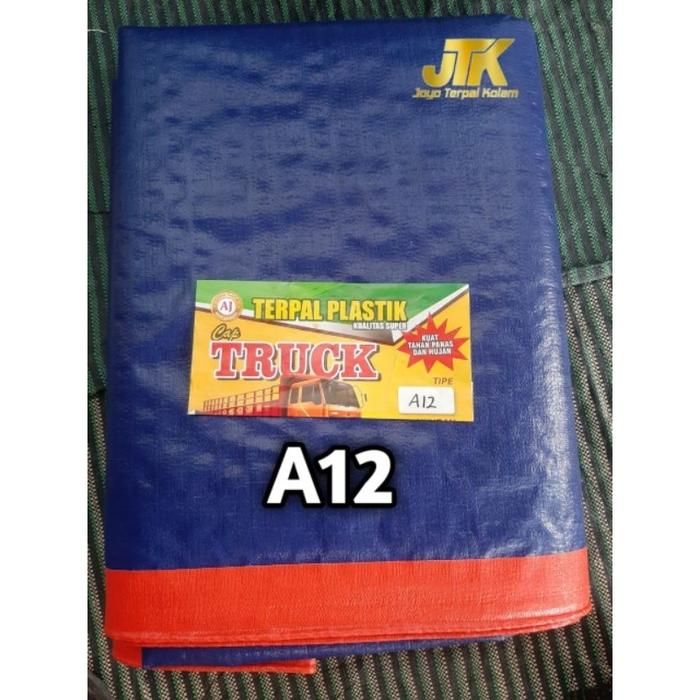 JTK
Joyo Terpal Kolam
AJ
TERPAL PLASTIK
KUALITAS SUPER
Cap
TRUCK
KUAT
TAHAN PANAS
DAN HUJAN
TIPE
A12
A12